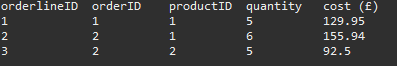 orderlineID orderID productID quantity cost (£)
1 1 1 5 129.95
2 2 1 6 155.94
3 2 2 5 92.5